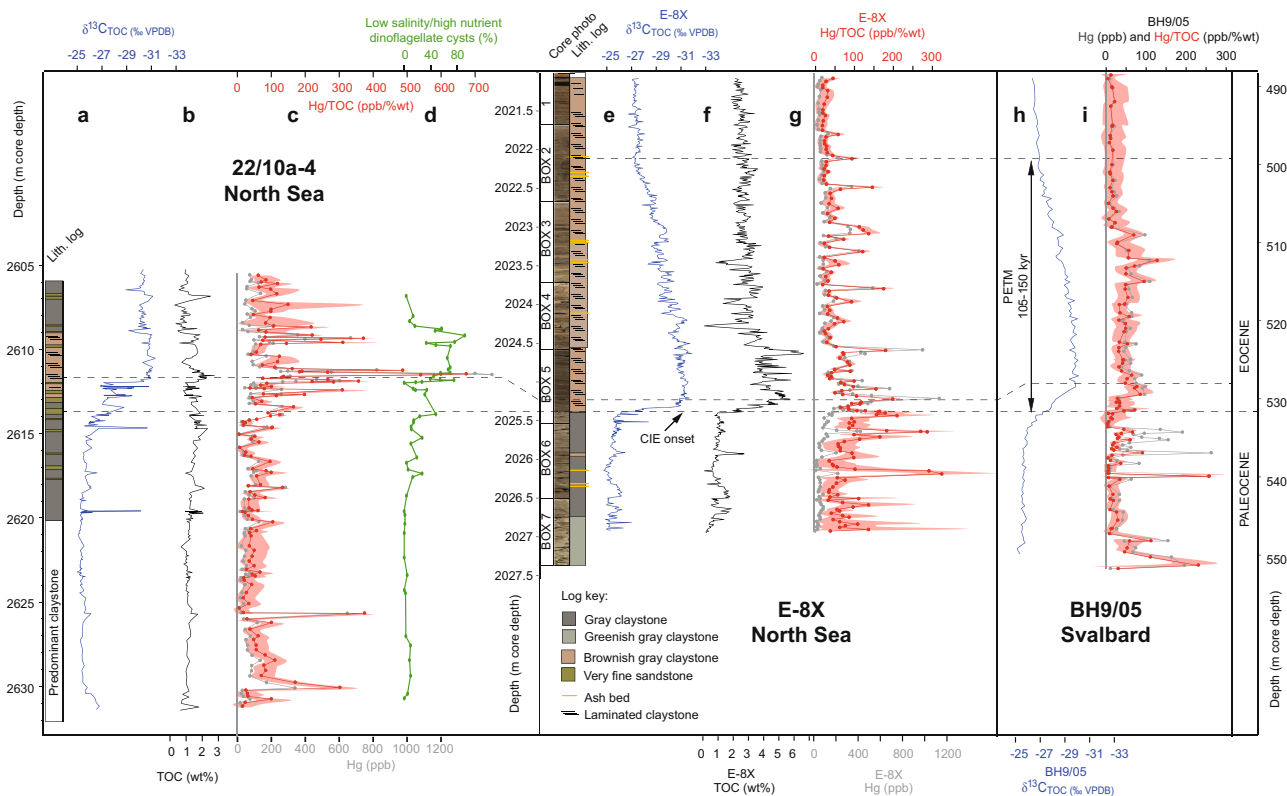 δ13CTOC (‰ VPDB)
-25 -27 -29 -31 -33
Low salinity/high nutrient
dinoflagellate cysts (%)
0 40 80
0 100 200 300 400 500 600 700
Hg/TOC (ppb/%wt)
Core photo
Lith. log
E-8X
δ13CTOC (‰ VPDB)
-25 -27 -29 -31 -33
E-8X
Hg/TOC (ppb/%wt)
0 100 200 300
BH9/05
Hg (ppb) and Hg/TOC (ppb/%wt)
0 100 200 300
a b c d e f g h i
22/10a-4
North Sea
Depth (m core depth)
Lith. log
2605
2610
2615
2620
2625
2630
Predominant claystone
2021.5
2022
2022.5
2023
2023.5
2024
2024.5
2025.5
2026
2026.5
2027
2027.5
Depth (m core depth)
1
BOX 2
BOX 3
BOX 4
BOX 5
BOX 6
BOX 7
CIE onset
PETM
105-150 kyr
490
500
510
520
530
540
550
EOCENE
PALEOCENE
Depth (m core depth)
Log key:
Gray claystone
Greenish gray claystone
Brownish gray claystone
Very fine sandstone
Ash bed
Laminated claystone
E-8X
North Sea
BH9/05
Svalbard
0 1 2 3
TOC (wt%)
0 200 400 600 800 1000 1200
Hg (ppb)
0 1 2 3 4 5 6
E-8X
TOC (wt%)
0 400 800 1200
E-8X
Hg (ppb)
-25 -27 -29 -31 -33
BH9/05
δ13CTOC (‰ VPDB)